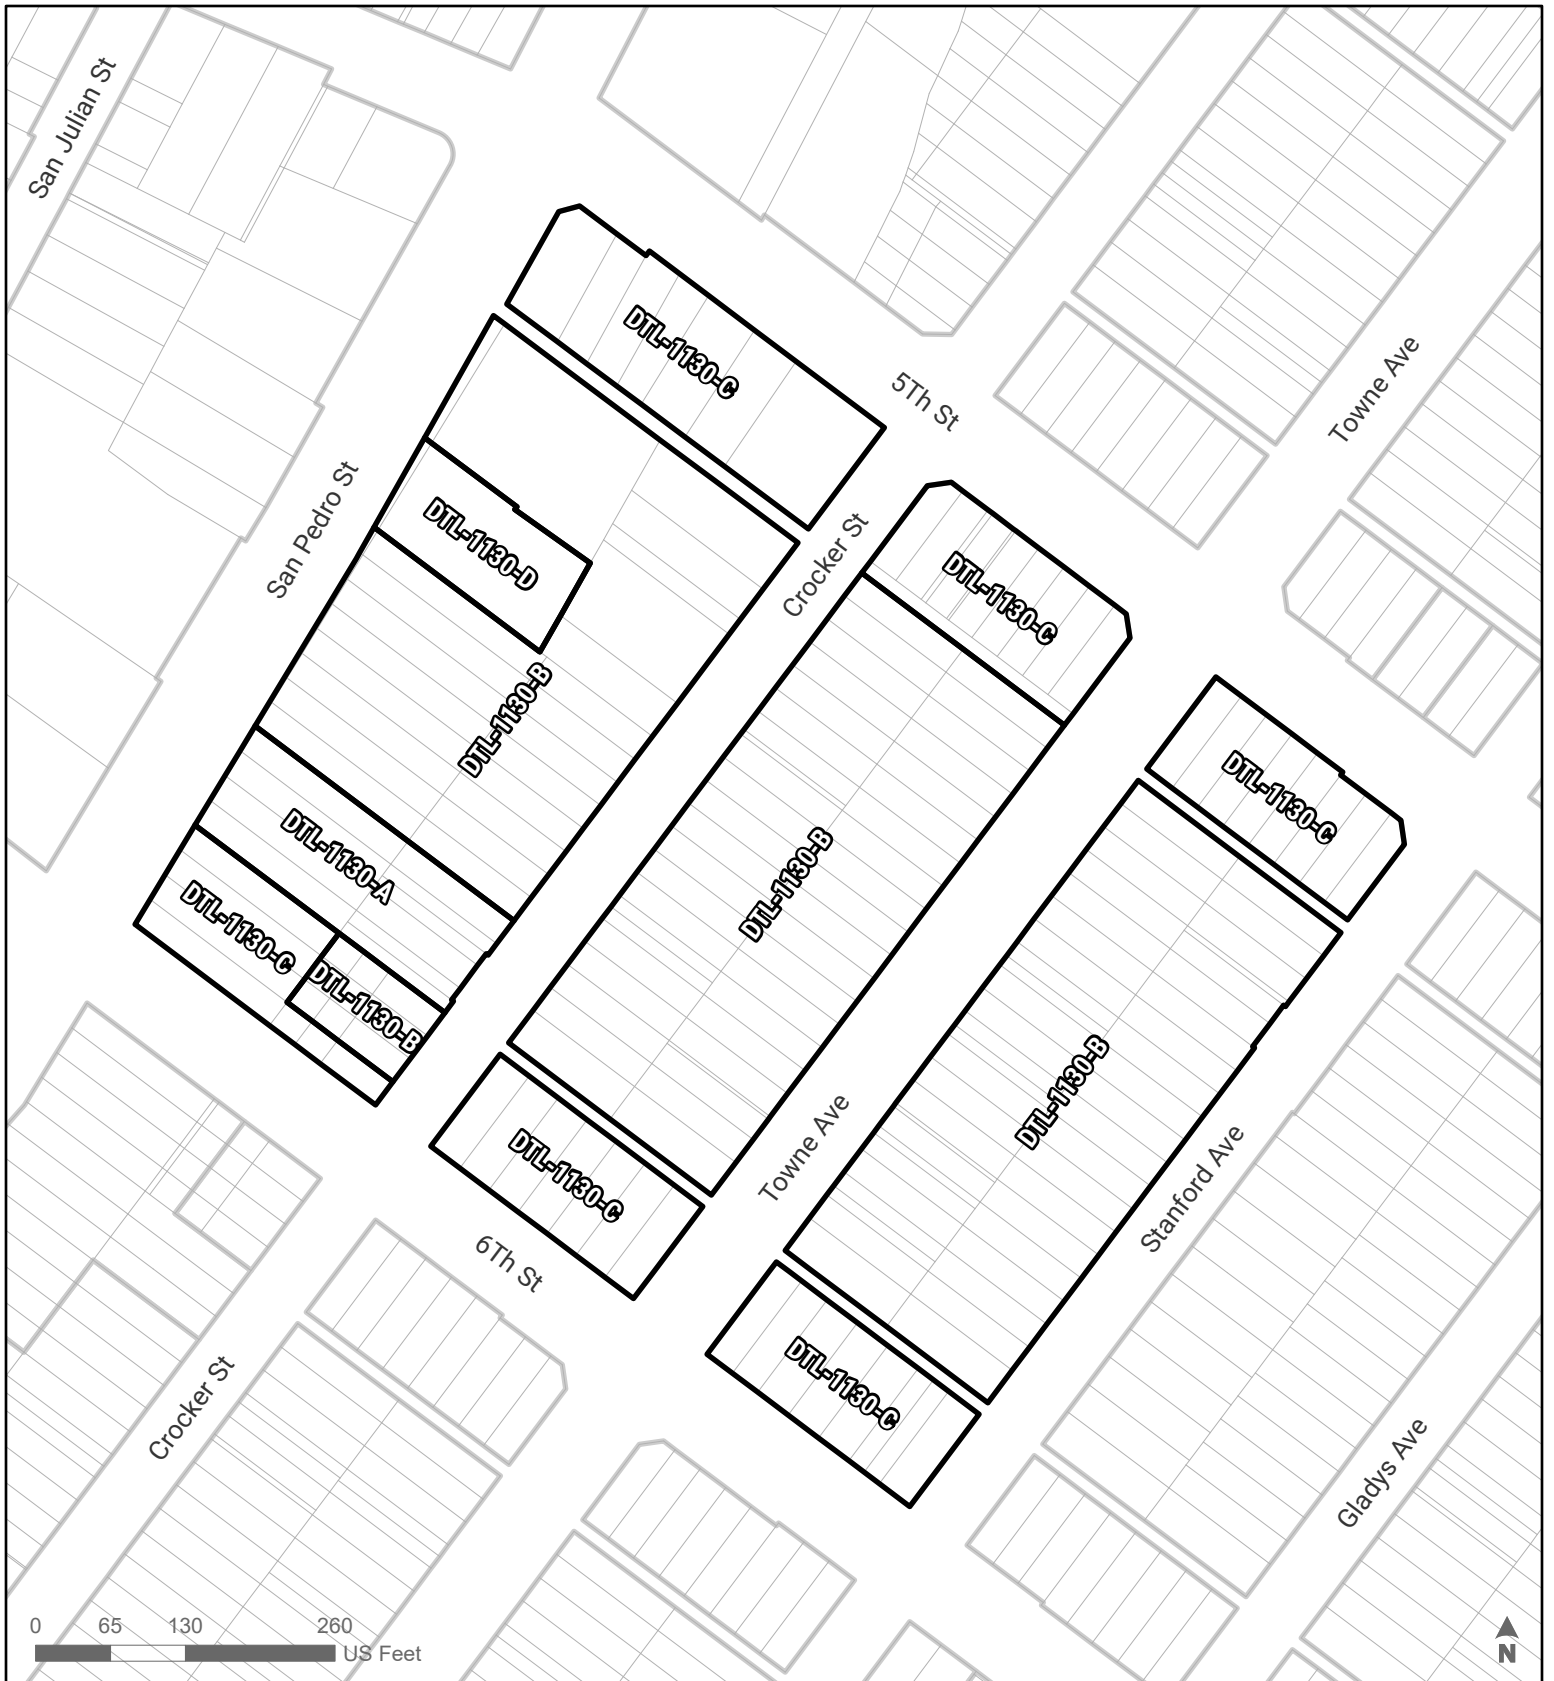 San Julian St
DTL-1130-C
5Th St
Towne Ave
San Pedro St
DTL-1130-D
Crocker St
DTL-1130-C
DTL-1130-B
DTL-1130-C
DTL-1130-A
DTL-1130-B
DTL-1130-C
DTL-1130-B
DTL-1130-B
Towne Ave
Stanford Ave
DTL-1130-C
6Th St
DTL-1130-C
Crocker St
Gladys Ave
0 65 130 260
US Feet
N